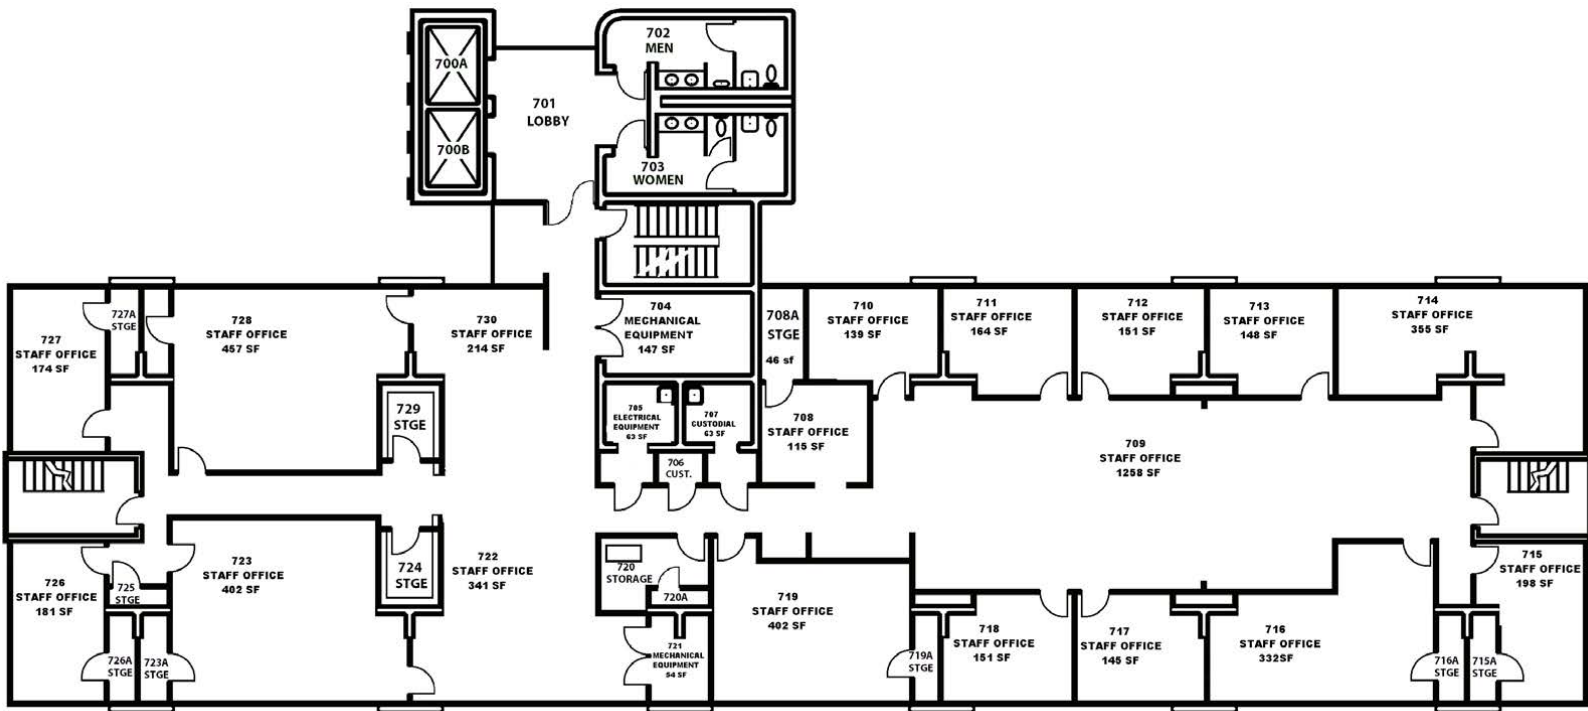 702
MEN
700A
701
LOBBY
700B
703
WOMEN
704
MECHANICAL
EQUIPMENT
147 SF
727
STAFF OFFICE
174 SF
727A
STGE
728
STAFF OFFICE
457 SF
730
STAFF OFFICE
214 SF
708A
STGE
46 sf
710
STAFF OFFICE
139 SF
711
STAFF OFFICE
164 SF
712
STAFF OFFICE
151 SF
713
STAFF OFFICE
148 SF
714
STAFF OFFICE
355 SF
729
STGE
705
ELECTRICAL
EQUIPMENT
63 SF
707
CUSTODIAL
63 SF
706
CUST.
708
STAFF OFFICE
115 SF
709
STAFF OFFICE
1258 SF
726
STAFF OFFICE
181 SF
725
STGE
723
STAFF OFFICE
402 SF
724
STGE
722
STAFF OFFICE
341 SF
720
STORAGE
720A
719
STAFF OFFICE
402 SF
715
STAFF OFFICE
198 SF
726A
STGE
723A
STGE
721
MECHANICAL
EQUIPMENT
54 SF
719A
STGE
718
STAFF OFFICE
151 SF
717
STAFF OFFICE
145 SF
716
STAFF OFFICE
332SF
716A
STGE
715A
STGE